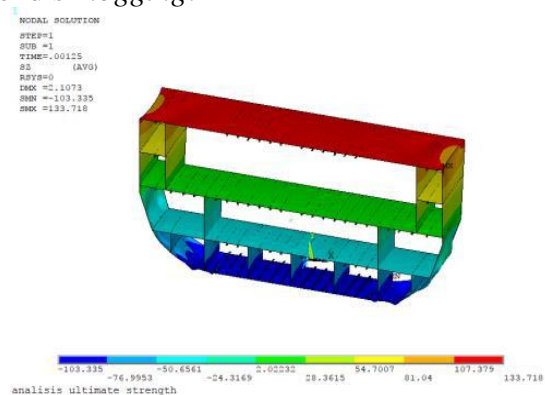 1
NODAL SOLUTION
STEP=1
SUB =1
TIME=.00125
SZ (AVG)
RSYS=0
DMX =2.1073
SMN =-103.335
SMX =133.718
X
-103.335 -50.6561 2.02232 54.7007 107.379
-76.9953 -24.3169 28.3615 81.04 133.718
analisis ultimate strength